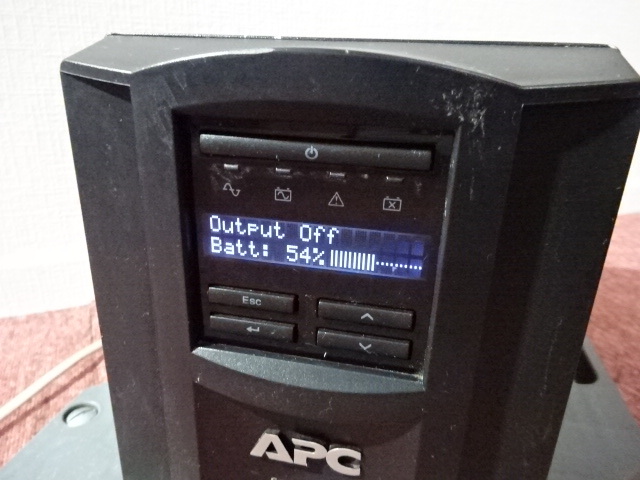 Output Off
Batt: 54%
Esc
APC